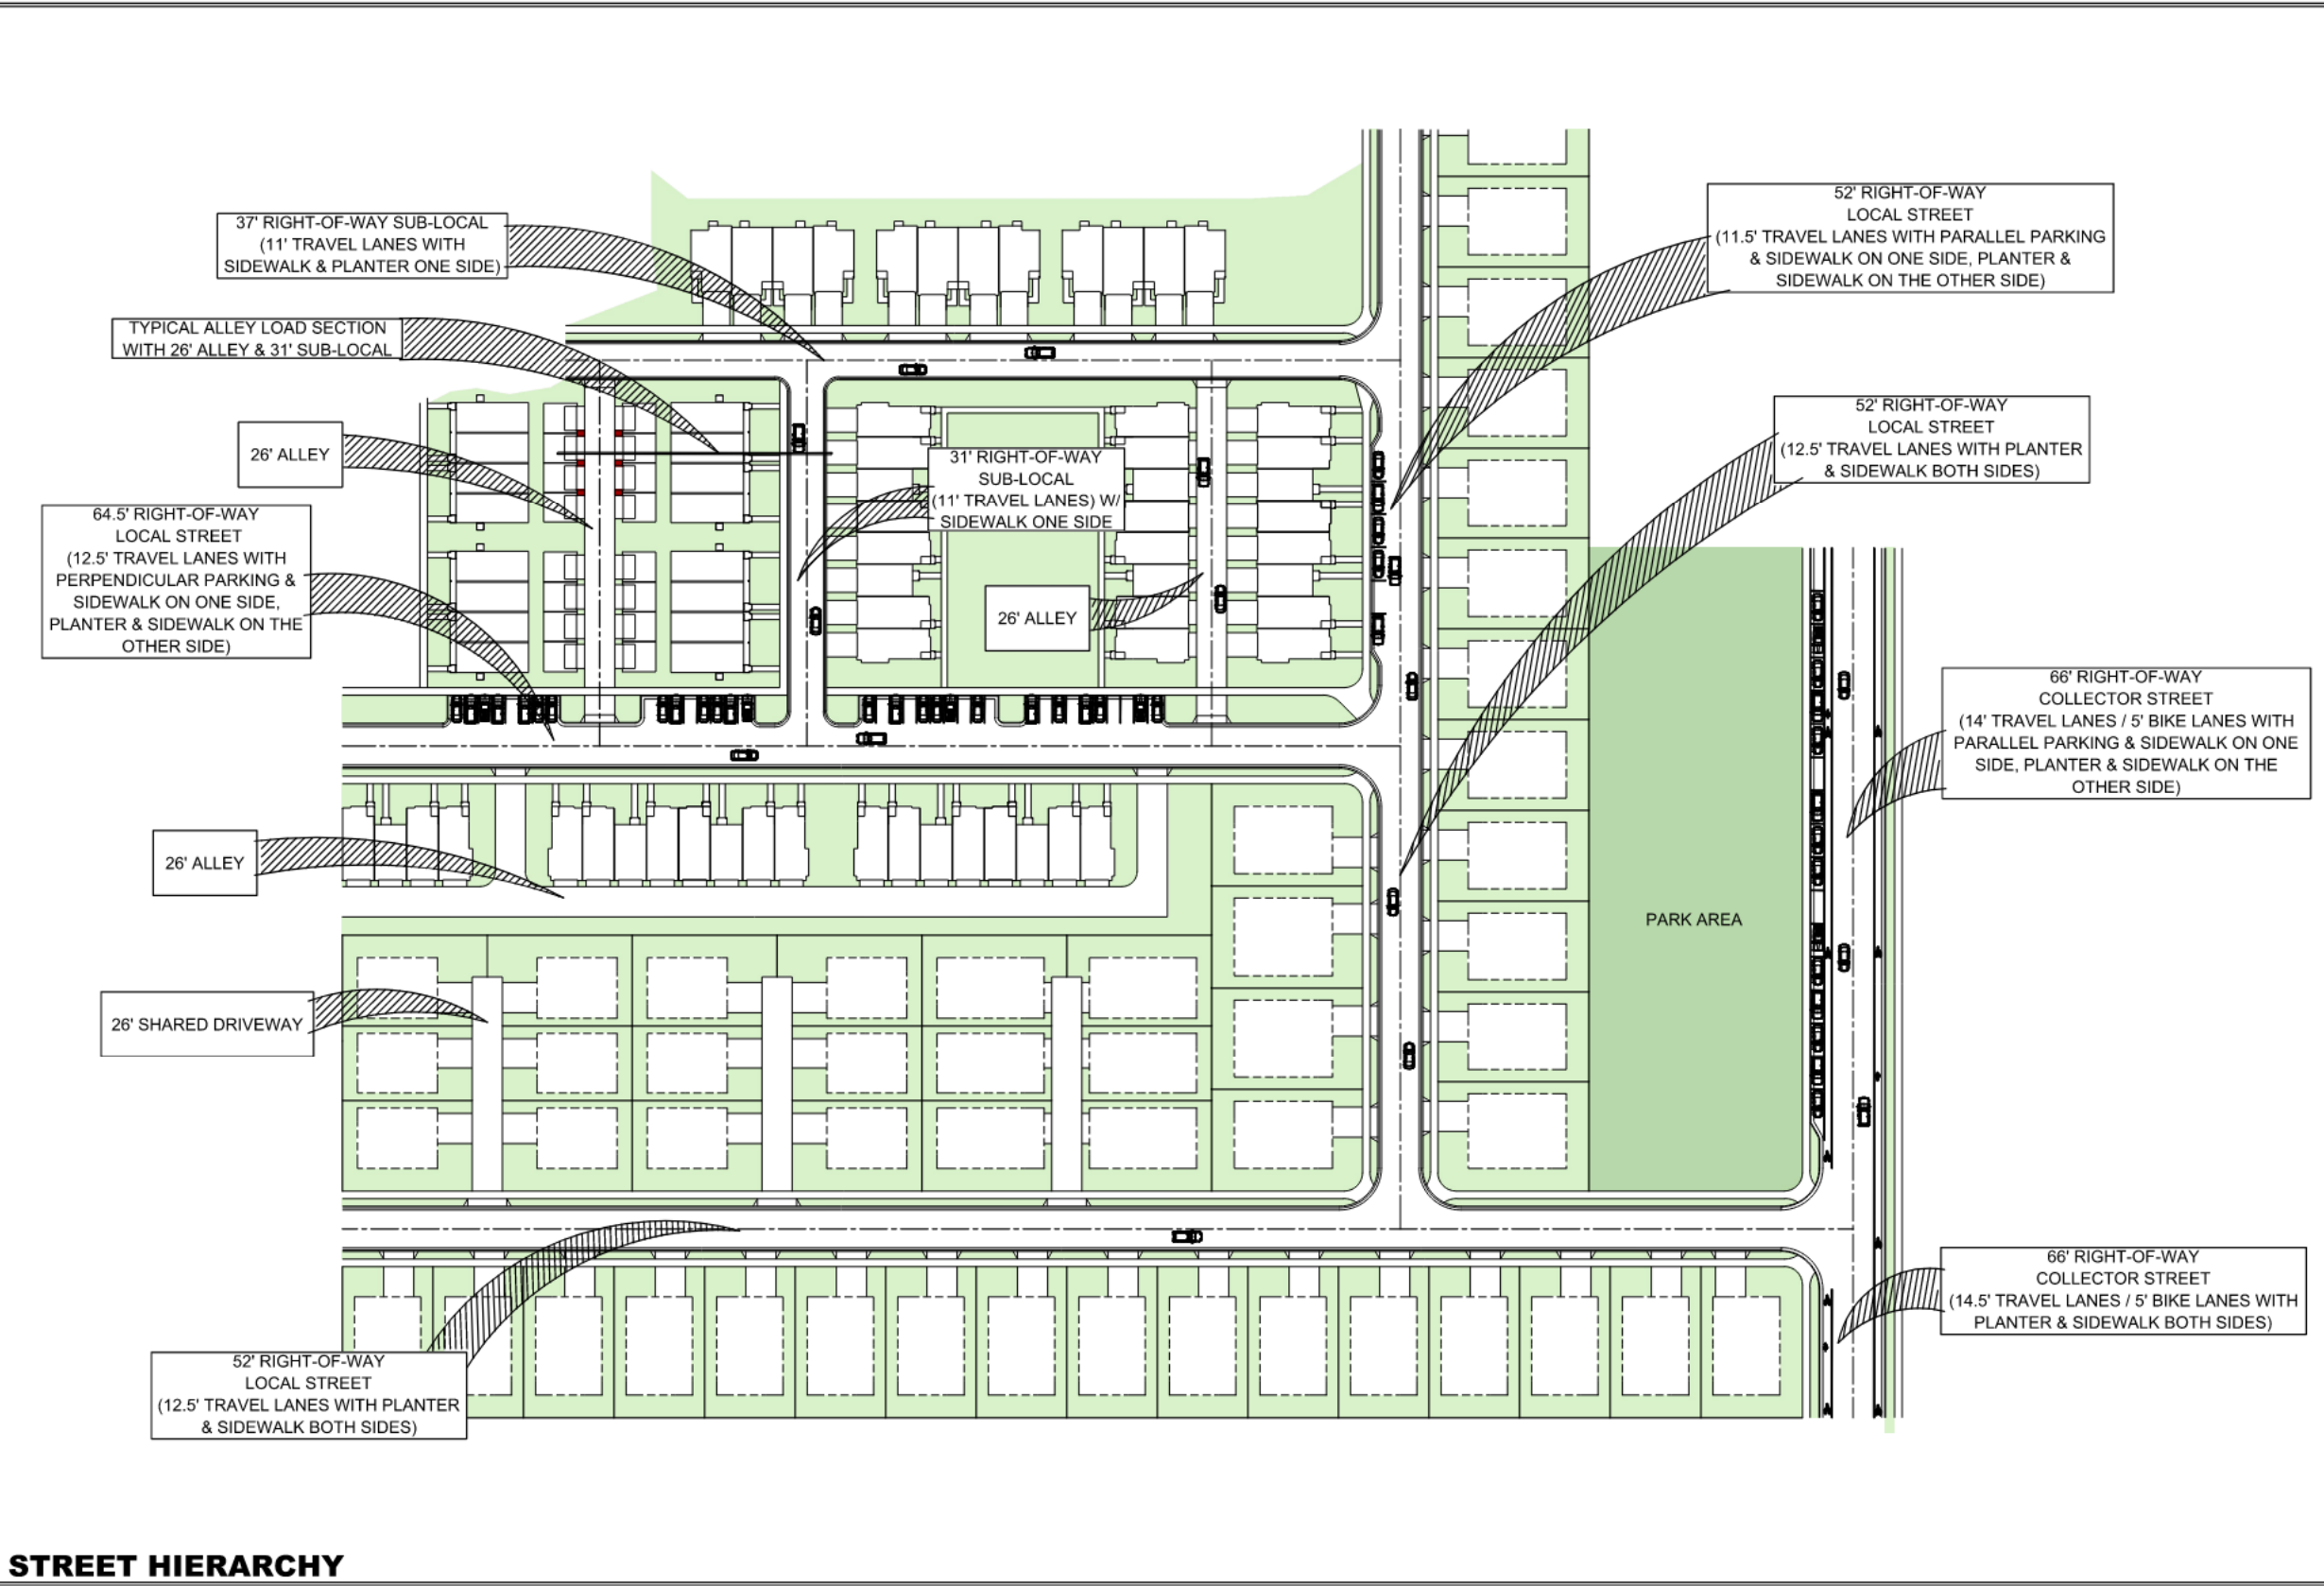 37' RIGHT-OF-WAY SUB-LOCAL
(11' TRAVEL LANES WITH
SIDEWALK & PLANTER ONE SIDE)
TYPICAL ALLEY LOAD SECTION
WITH 26' ALLEY & 31' SUB-LOCAL
26' ALLEY
64.5' RIGHT-OF-WAY
LOCAL STREET
(12.5' TRAVEL LANES WITH
PERPENDICULAR PARKING &
SIDEWALK ON ONE SIDE,
PLANTER & SIDEWALK ON THE
OTHER SIDE)
26' ALLEY
26' SHARED DRIVEWAY
52' RIGHT-OF-WAY
LOCAL STREET
(12.5' TRAVEL LANES WITH PLANTER
& SIDEWALK BOTH SIDES)
31' RIGHT-OF-WAY
SUB-LOCAL
(11' TRAVEL LANES) W/
SIDEWALK ONE SIDE
26' ALLEY
52' RIGHT-OF-WAY
LOCAL STREET
(11.5' TRAVEL LANES WITH PARALLEL PARKING
& SIDEWALK ON ONE SIDE, PLANTER &
SIDEWALK ON THE OTHER SIDE)
52' RIGHT-OF-WAY
LOCAL STREET
(12.5' TRAVEL LANES WITH PLANTER
& SIDEWALK BOTH SIDES)
66' RIGHT-OF-WAY
COLLECTOR STREET
(14' TRAVEL LANES / 5' BIKE LANES WITH
PARALLEL PARKING & SIDEWALK ON ONE
SIDE, PLANTER & SIDEWALK ON THE
OTHER SIDE)
PARK AREA
66' RIGHT-OF-WAY
COLLECTOR STREET
(14.5' TRAVEL LANES / 5' BIKE LANES WITH
PLANTER & SIDEWALK BOTH SIDES)
STREET HIERARCHY